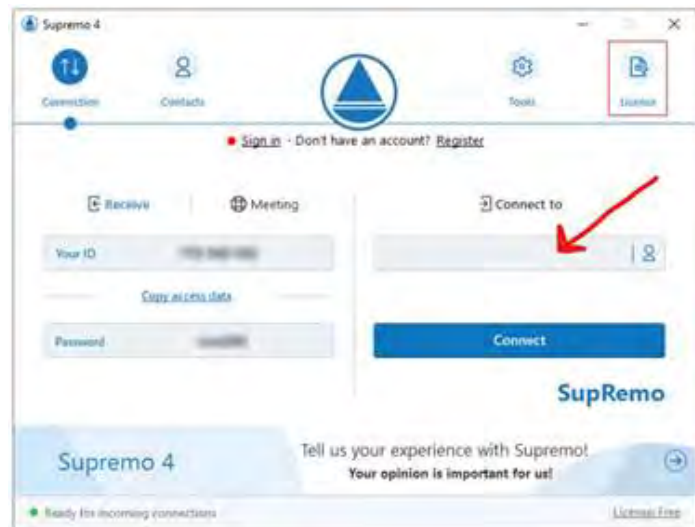 Supremo 4
Connection
Contacts
Tools
License
Sign in - Don't have an account? Register
Receive
Meeting
Connect to
Your ID
Copy access data
Password
Connect
SupRemo
Supremo 4
Tell us your experience with Supremo!
Your opinion is important for us!
Ready for incoming connections
License: Free